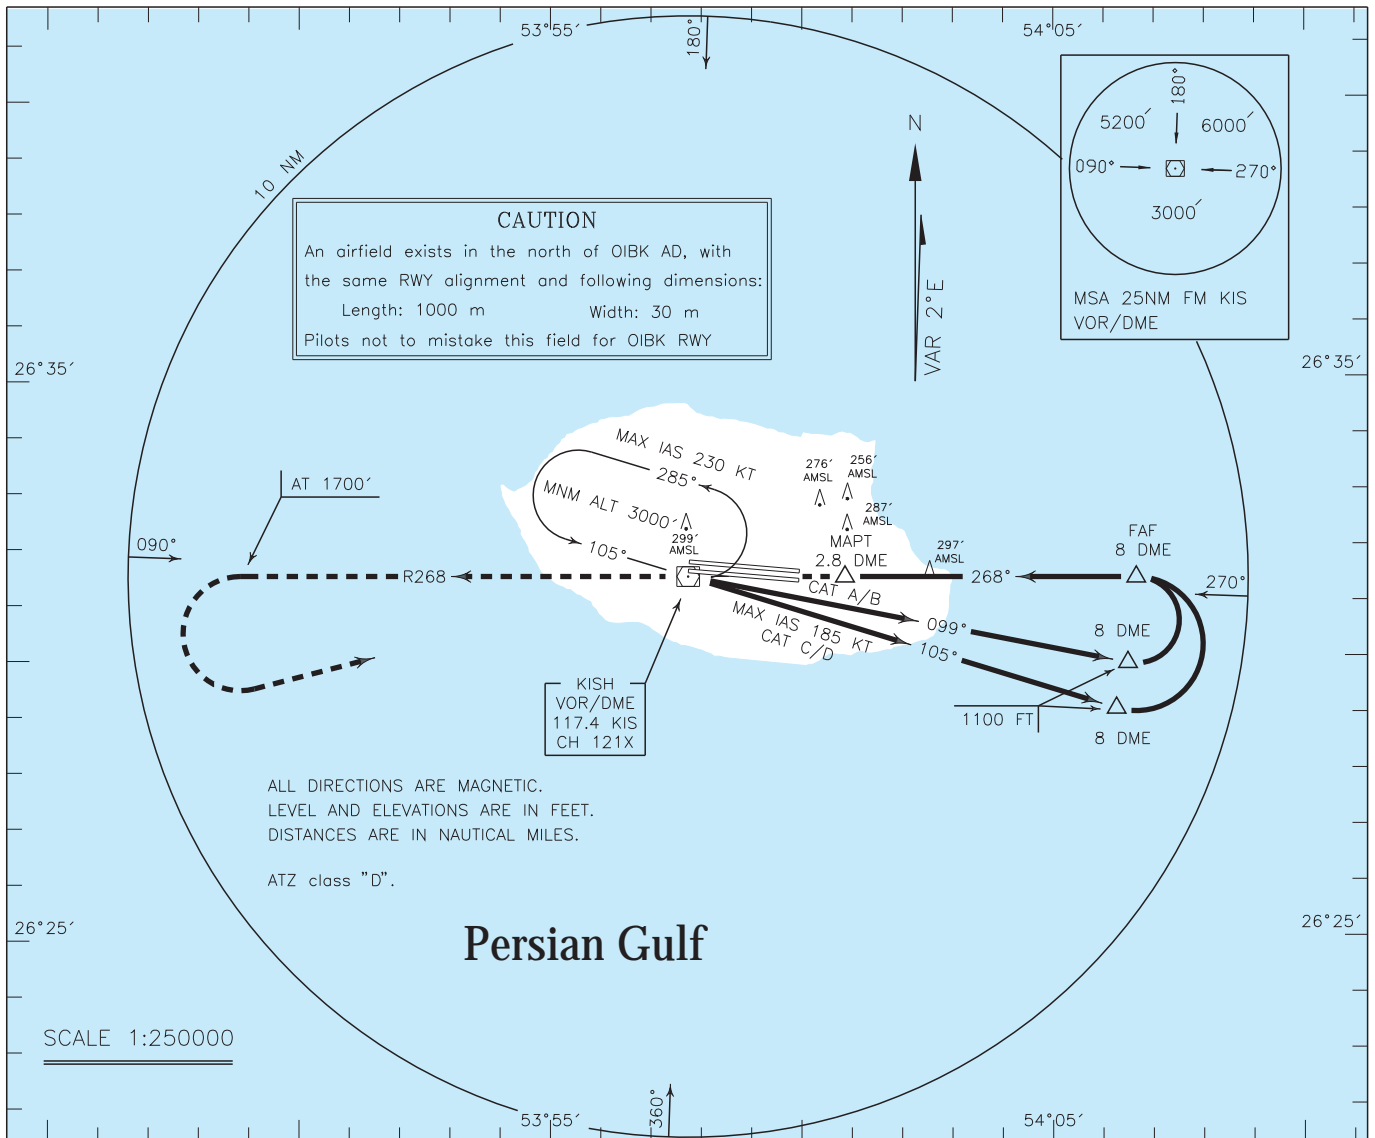 53°55′
54°05′
180°
10 NM
N
VAR 2°E
180°
5200′
6000′
090°
270°
3000′
MSA 25NM FM KIS
VOR/DME
CAUTION
An airfield exists in the north of OIBK AD, with
the same RWY alignment and following dimensions:
Length: 1000 m Width: 30 m
Pilots not to mistake this field for OIBK RWY
26°35′
26°35′
MAX IAS 230 KT
285°
MNM ALT 3000′
105°
299′
AMSL
276′
AMSL
256′
AMSL
287′
AMSL
297′
AMSL
MAPT
2.8 DME
FAF
8 DME
AT 1700′
090°
R268
268°
270°
CAT A/B
MAX IAS 185 KT
CAT C/D
099°
105°
8 DME
1100 FT
8 DME
KISH
VOR/DME
117.4 KIS
CH 121X
ALL DIRECTIONS ARE MAGNETIC.
LEVEL AND ELEVATIONS ARE IN FEET.
DISTANCES ARE IN NAUTICAL MILES.
ATZ class "D".
26°25′
26°25′
Persian Gulf
SCALE 1:250000
360°
53°55′
54°05′